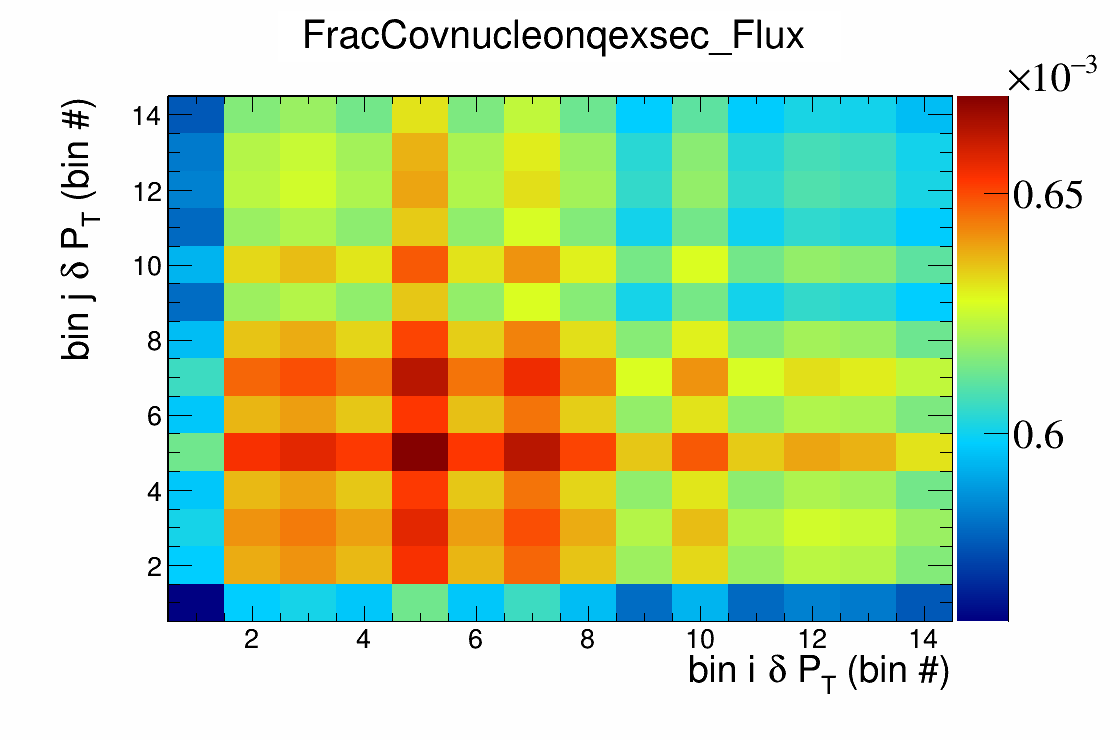 FracCovnucleonqexsec_Flux
×10⁻³
bin j δ P_T (bin #)
14
12
10
8
6
4
2
0.65
0.6
2 4 6 8 10 12 14
bin i δ P_T (bin #)